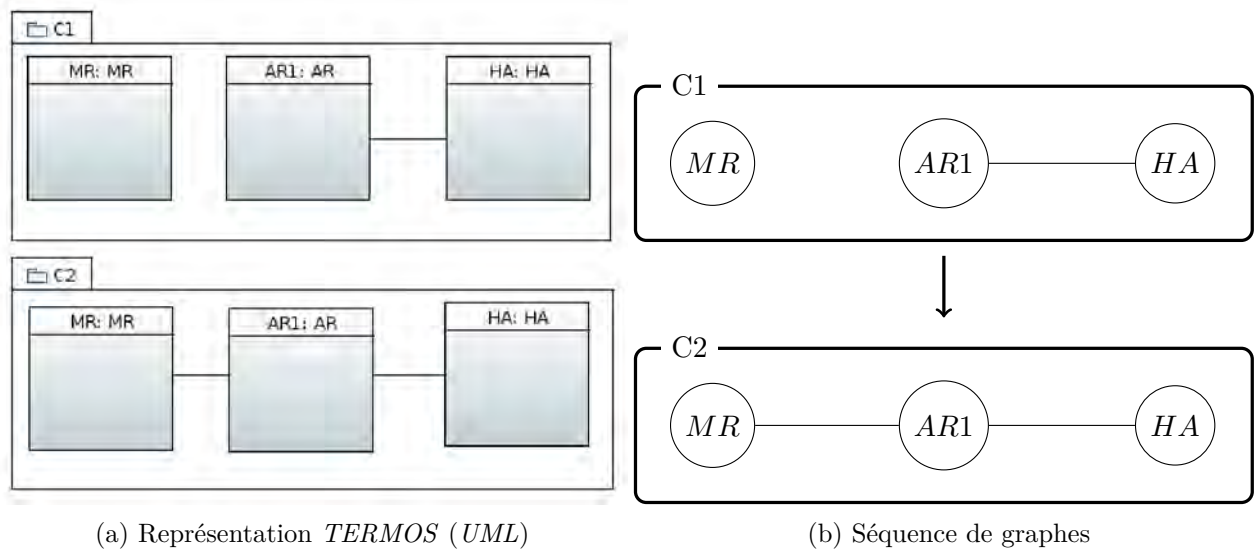 C1
MR: MR
AR1: AR
HA: HA
C2
MR: MR
AR1: AR
HA: HA
(a) Représentation TERMOS (UML)
C1
MR
AR1
HA
C2
MR
AR1
HA
(b) Séquence de graphes